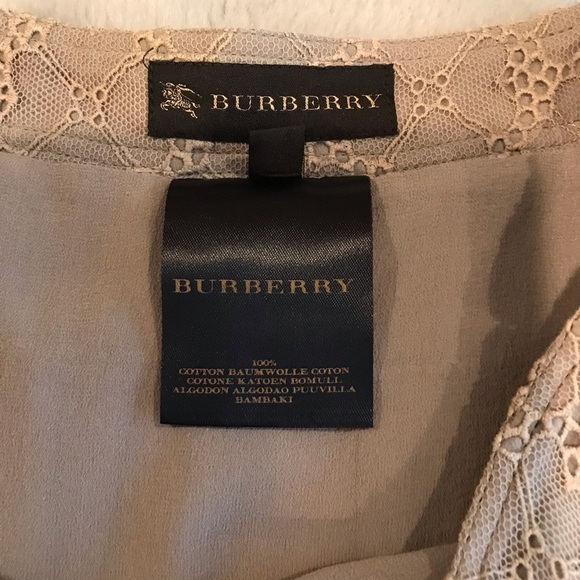 BURBERRY
BURBERRY
100%
COTTON BAUMWOLLE COTON
COTONE KATOEN BOMULL
ALGODON ALGODAO PUUVILLA
BAMBAKI